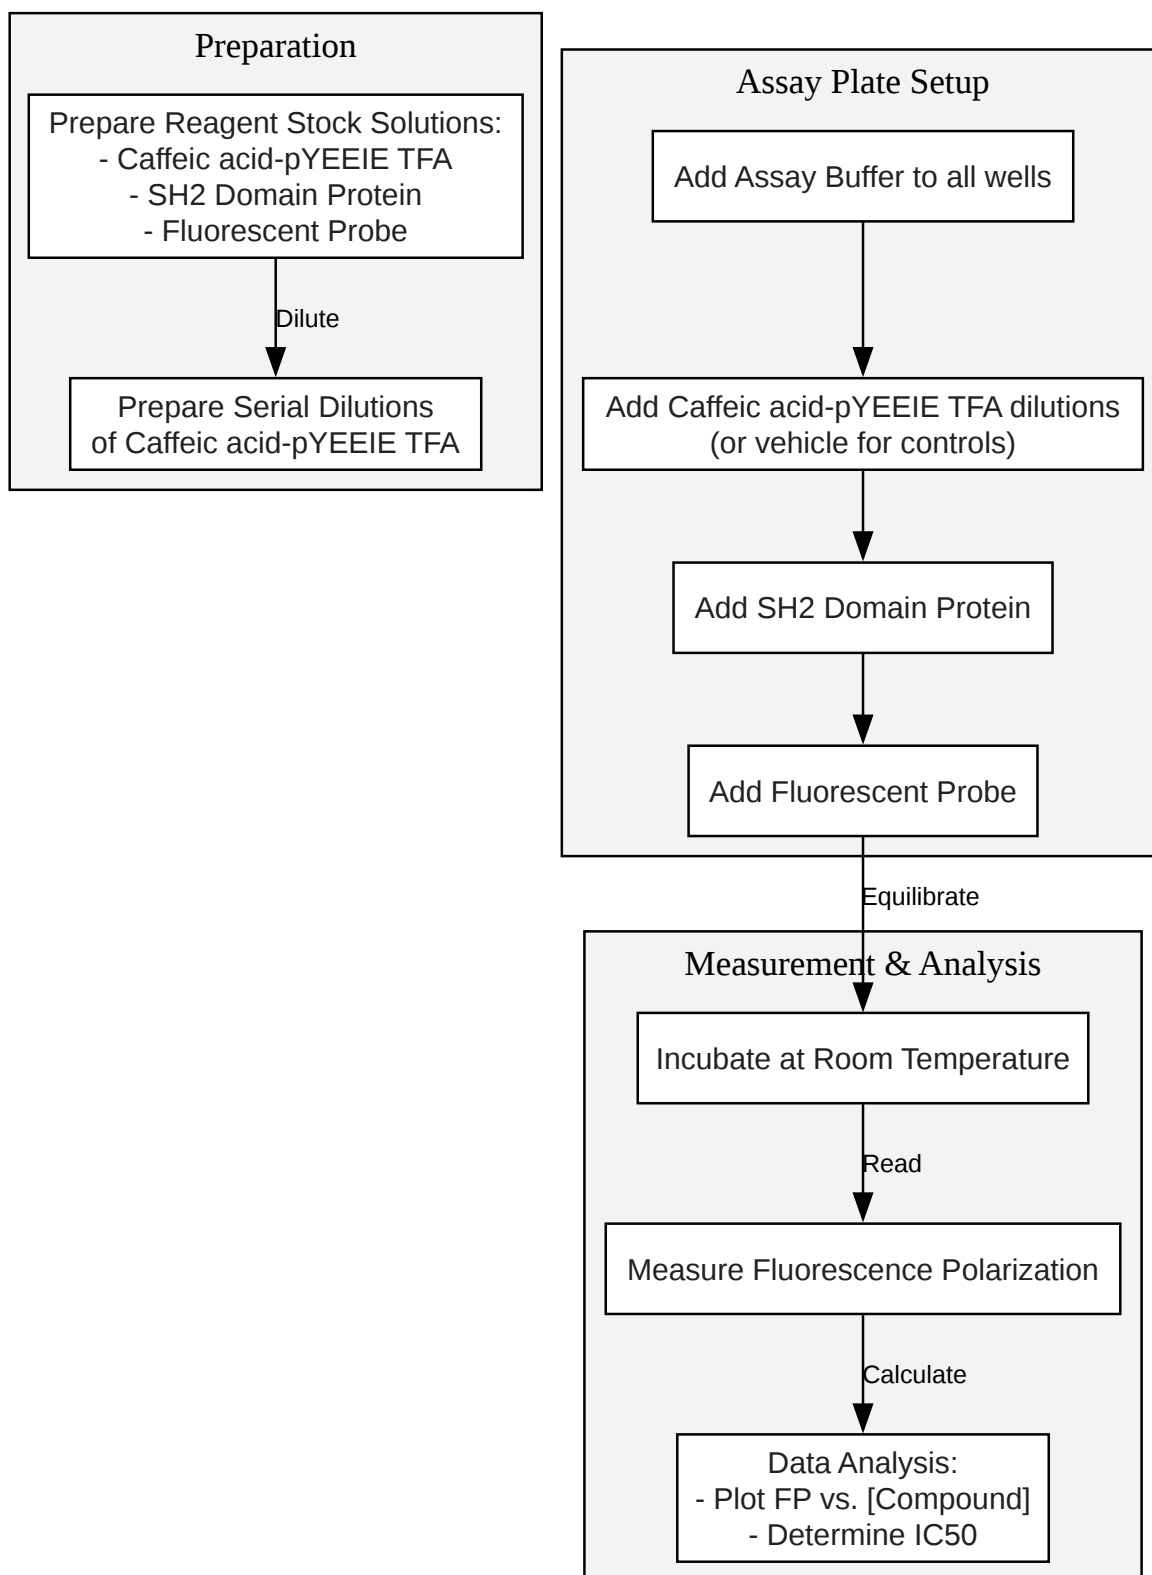 Preparation
Prepare Reagent Stock Solutions:
- Caffeic acid-pYEEIE TFA
- SH2 Domain Protein
- Fluorescent Probe
Dilute
Prepare Serial Dilutions
of Caffeic acid-pYEEIE TFA
Assay Plate Setup
Add Assay Buffer to all wells
Add Caffeic acid-pYEEIE TFA dilutions
(or vehicle for controls)
Add SH2 Domain Protein
Add Fluorescent Probe
Equilibrate
Measurement & Analysis
Incubate at Room Temperature
Read
Measure Fluorescence Polarization
Calculate
Data Analysis:
- Plot FP vs. [Compound]
- Determine IC50